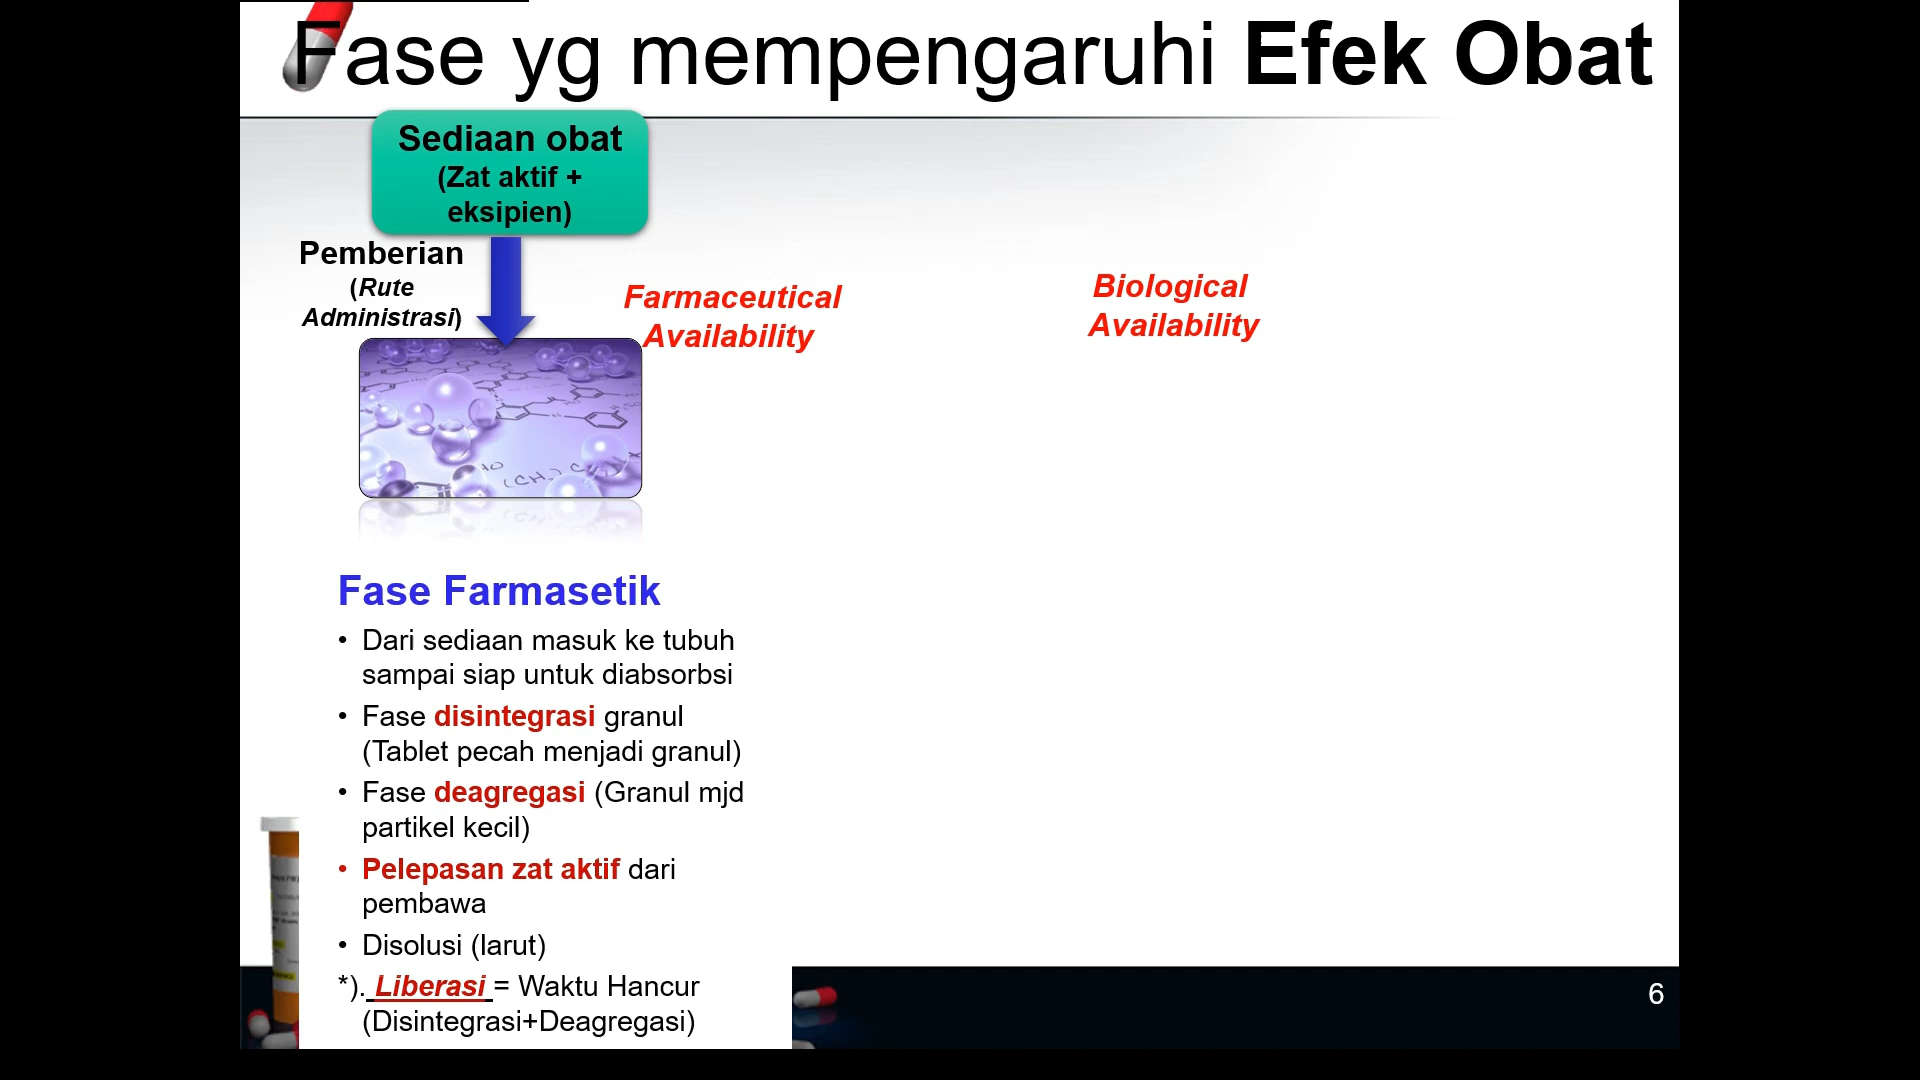 Fase yg mempengaruhi Efek Obat
Sediaan obat
(Zat aktif +
eksipien)
Pemberian
(Rute
Administrasi)
Farmaceutical
Availability
Biological
Availability
Fase Farmasetik
• Dari sediaan masuk ke tubuh
sampai siap untuk diabsorbsi
• Fase disintegrasi granul
(Tablet pecah menjadi granul)
• Fase deagregasi (Granul mjd
partikel kecil)
• Pelepasan zat aktif dari
pembawa
• Disolusi (larut)
*). Liberasi = Waktu Hancur
(Disintegrasi+Deagregasi)
6